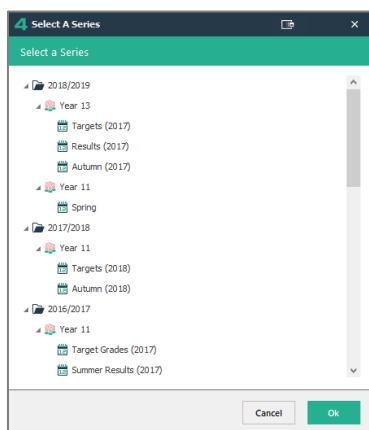 4 Select A Series
Select a Series
2018/2019
Year 13
Targets (2017)
Results (2017)
Autumn (2017)
Year 11
Spring
2017/2018
Year 11
Targets (2018)
Autumn (2018)
2016/2017
Year 11
Target Grades (2017)
Summer Results (2017)
Cancel Ok